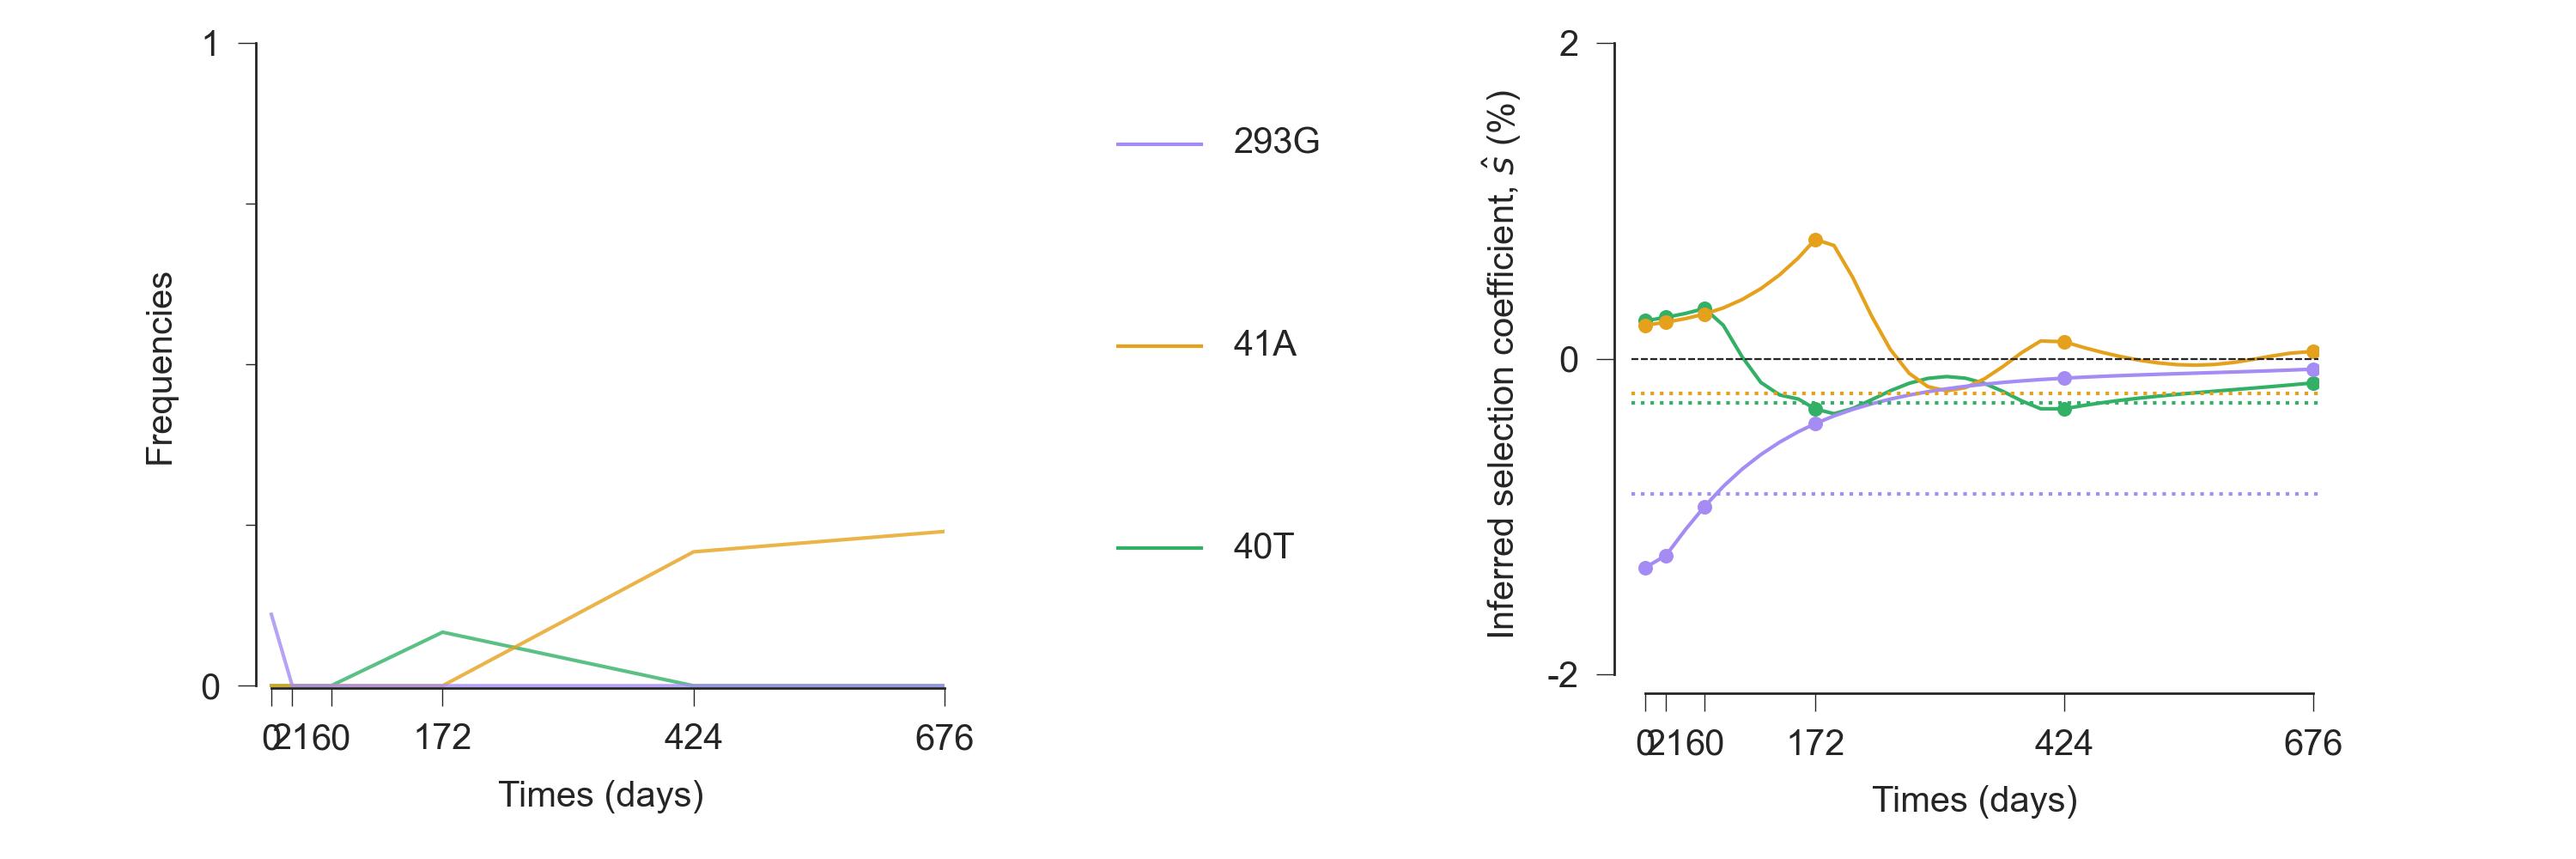 1
0
Frequencies
0 21 60 172 424 676
Times (days)
293G
41A
40T
2
0
-2
Inferred selection coefficient, ŝ (%)
0 21 60 172 424 676
Times (days)